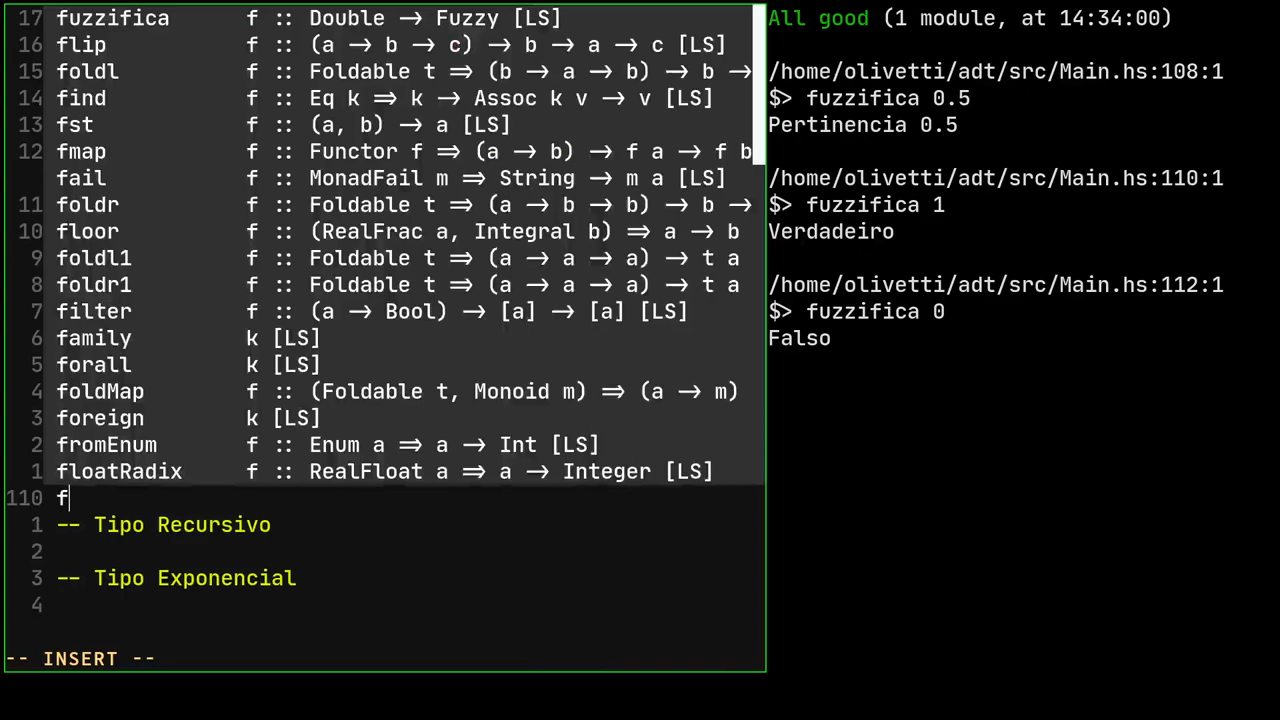 17 fuzzifica f :: Double → Fuzzy [LS]
16 flip f :: (a → b → c) → b → a → c [LS]
15 foldl f :: Foldable t ⇒ (b → a → b) → b →
14 find f :: Eq k ⇒ k → Assoc k v → v [LS]
13 fst f :: (a, b) → a [LS]
12 fmap f :: Functor f ⇒ (a → b) → f a → f b
fail f :: MonadFail m ⇒ String → m a [LS]
11 foldr f :: Foldable t ⇒ (a → b → b) → b →
10 floor f :: (RealFrac a, Integral b) ⇒ a → b
9 foldl1 f :: Foldable t ⇒ (a → a → a) → t a
8 foldr1 f :: Foldable t ⇒ (a → a → a) → t a
7 filter f :: (a → Bool) → [a] → [a] [LS]
6 family k [LS]
5 forall k [LS]
4 foldMap f :: (Foldable t, Monoid m) ⇒ (a → m)
3 foreign k [LS]
2 fromEnum f :: Enum a ⇒ a → Int [LS]
1 floatRadix f :: RealFloat a ⇒ a → Integer [LS]
110 f
1 -- Tipo Recursivo
2
3 -- Tipo Exponencial
4
-- INSERT --
All good (1 module, at 14:34:00)
/home/olivetti/adt/src/Main.hs:108:1
$> fuzzifica 0.5
Pertinencia 0.5
/home/olivetti/adt/src/Main.hs:110:1
$> fuzzifica 1
Verdadeiro
/home/olivetti/adt/src/Main.hs:112:1
$> fuzzifica 0
Falso